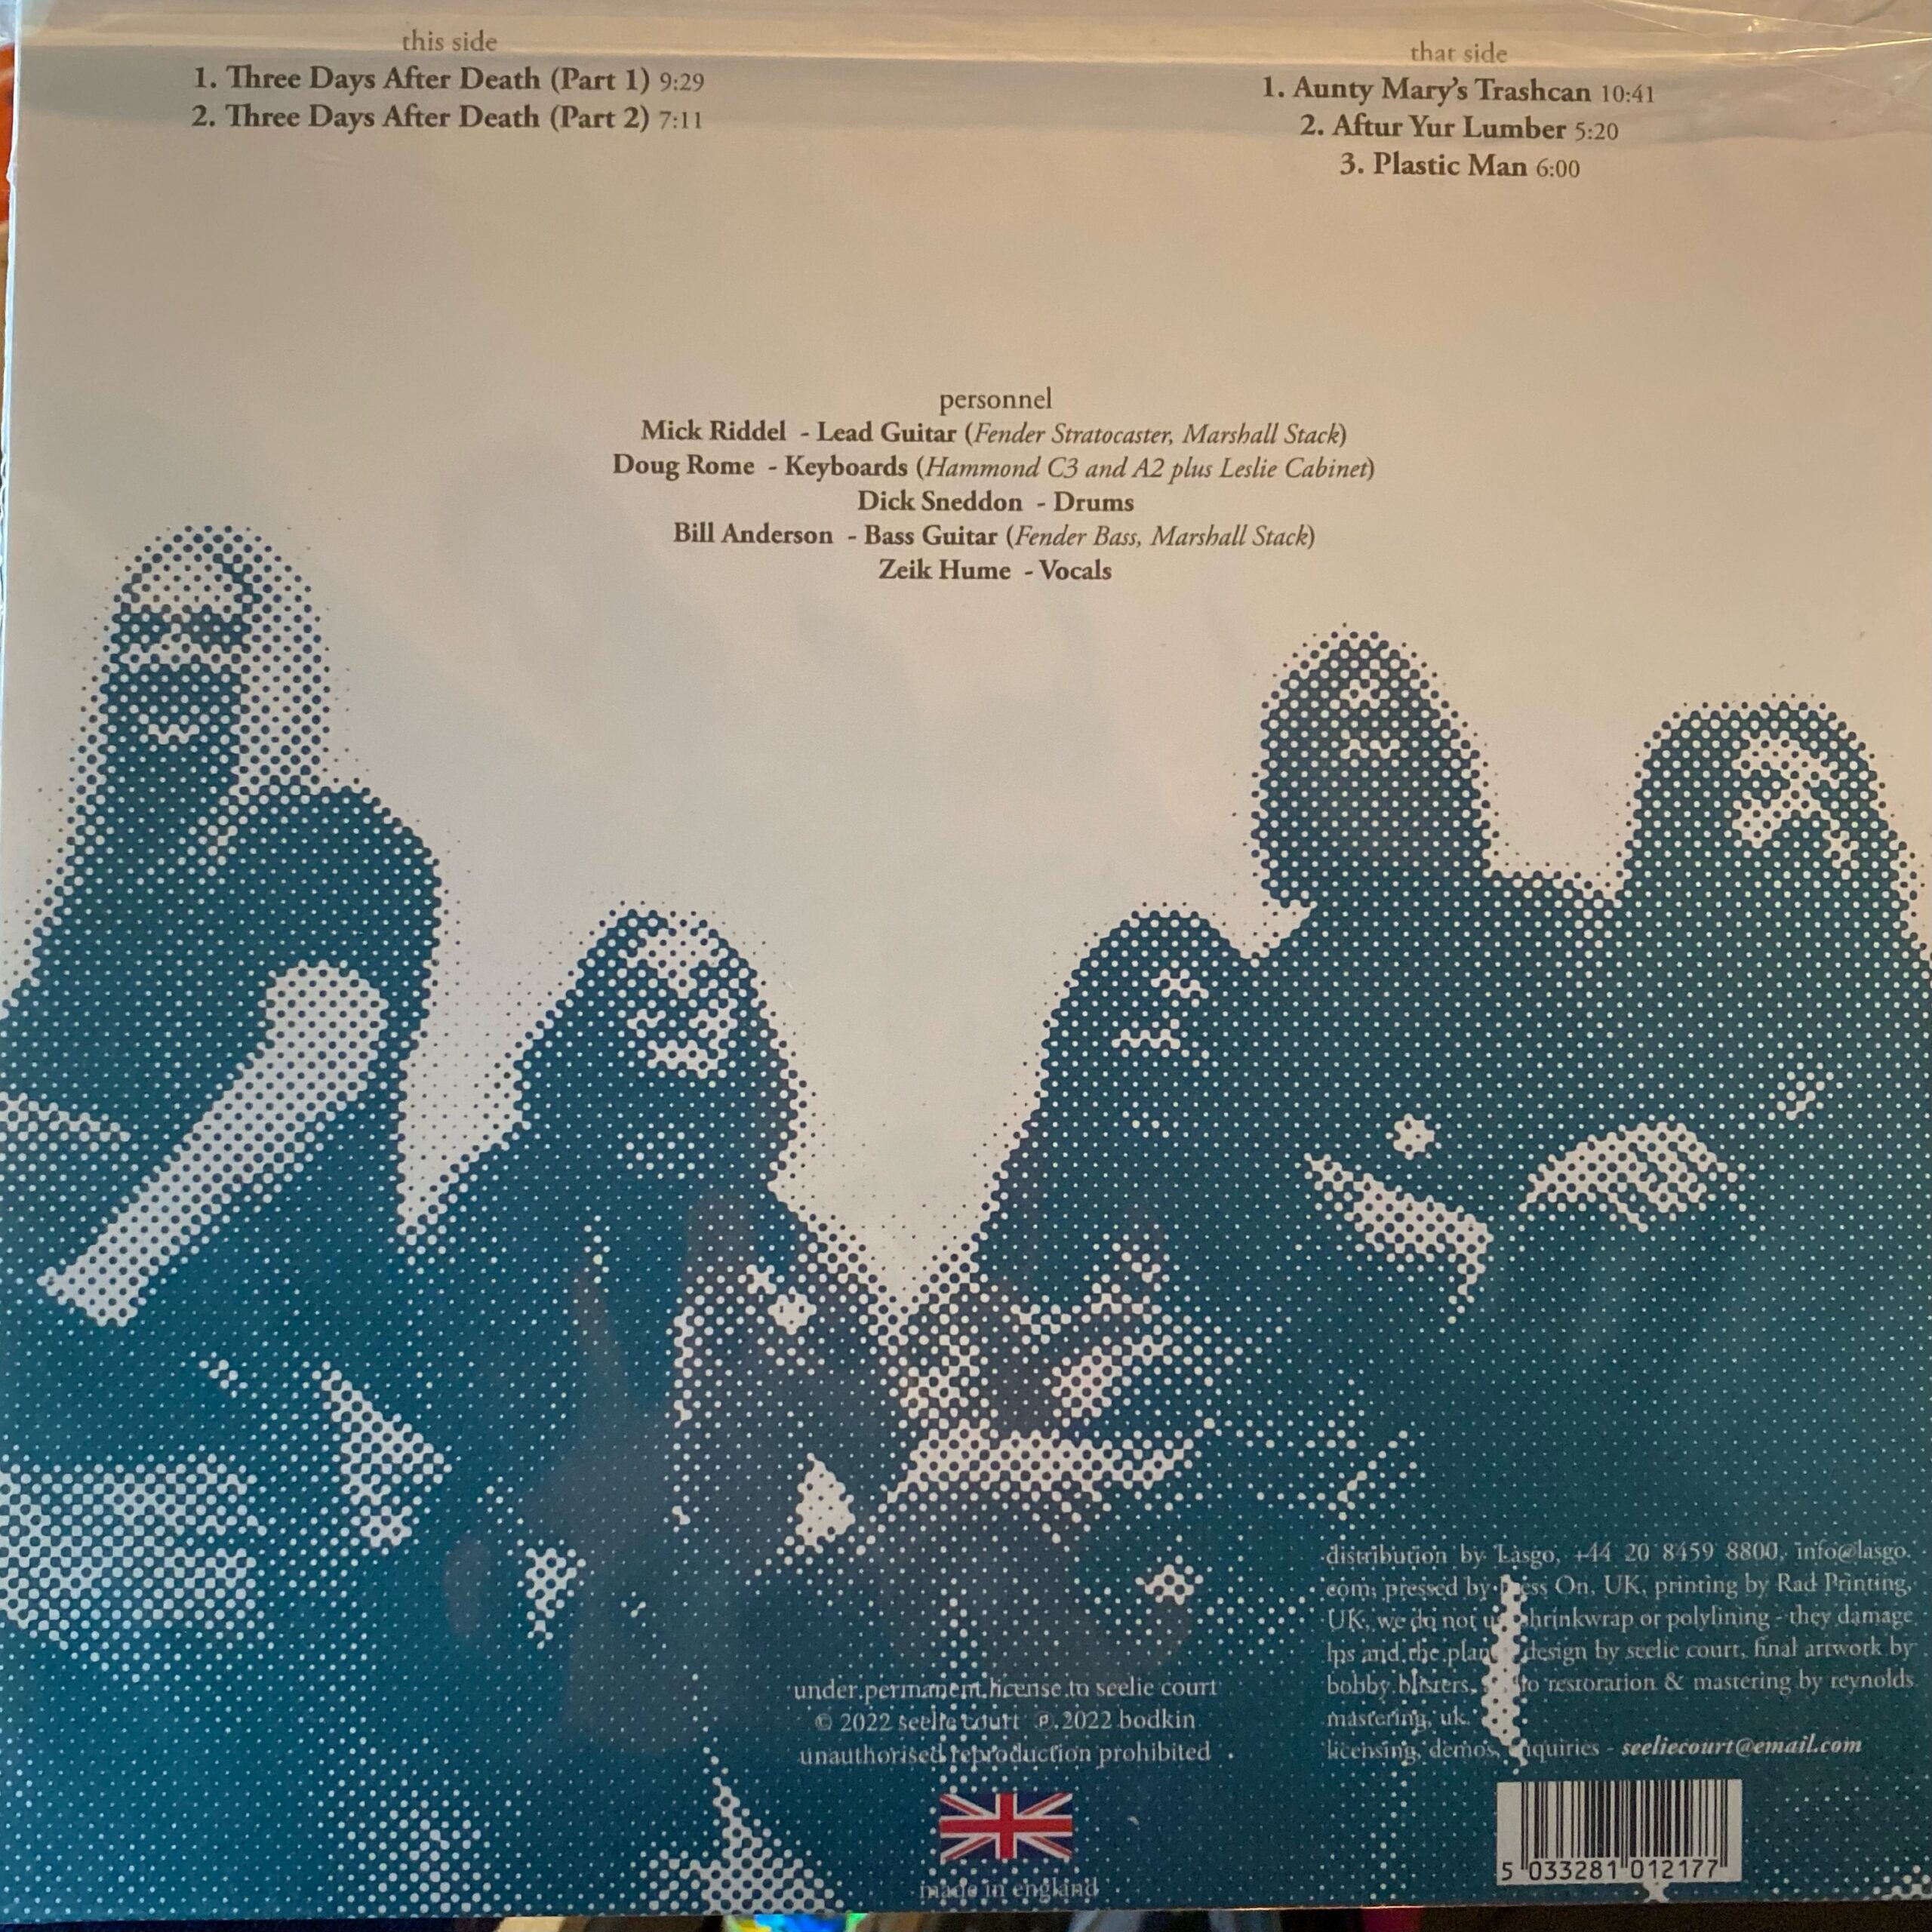 this side
1. Three Days After Death (Part 1) 9:29
2. Three Days After Death (Part 2) 7:11
that side
1. Aunty Mary's Trashcan 10:41
2. Aftur Yur Lumber 5:20
3. Plastic Man 6:00
personnel
Mick Riddel - Lead Guitar (Fender Stratocaster, Marshall Stack)
Doug Rome - Keyboards (Hammond C3 and A2 plus Leslie Cabinet)
Dick Sneddon - Drums
Bill Anderson - Bass Guitar (Fender Bass, Marshall Stack)
Zeik Hume - Vocals
distribution by Lasgo, +44 20 8459 8800, info@lasgo.
com; pressed by Press On, UK, printing by Rad Printing,
UK, we do not shrinkwrap or polylining - they damage
lps and the design by seelie court, final artwork by
bobby blisters, restoration & mastering by reynolds
mastering, uk.
licensing, demos, enquiries - seeliecourt@email.com
under permanent license to seelie court
© 2022 seelie court ℗ 2022 bodkin
unauthorised reproduction prohibited
made in england
5 033281 012177